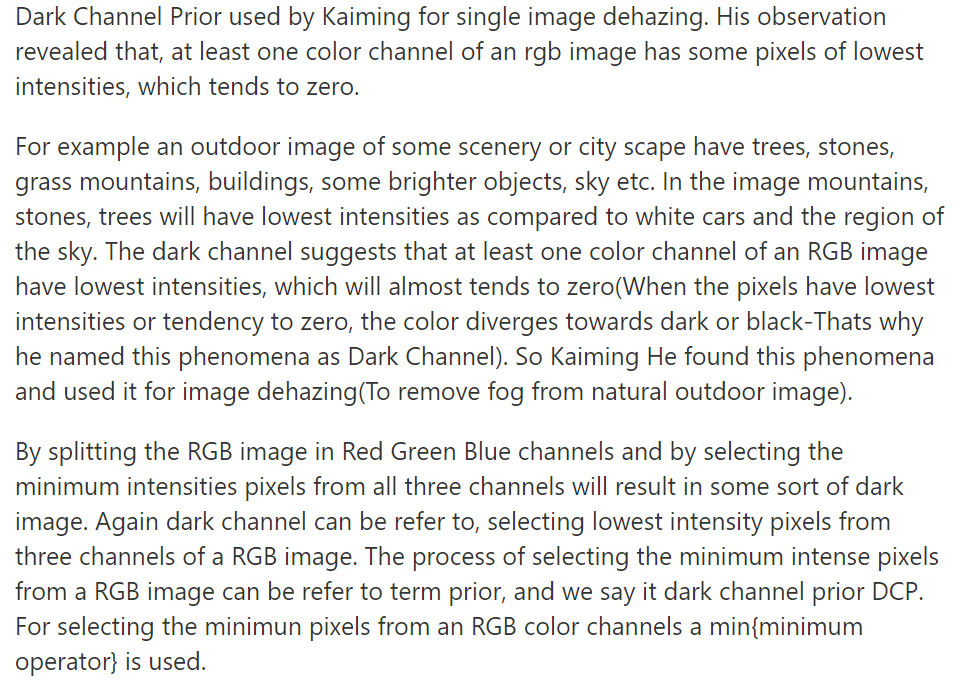 Dark Channel Prior used by Kaiming for single image dehazing. His observation
revealed that, at least one color channel of an rgb image has some pixels of lowest
intensities, which tends to zero.
For example an outdoor image of some scenery or city scape have trees, stones,
grass mountains, buildings, some brighter objects, sky etc. In the image mountains,
stones, trees will have lowest intensities as compared to white cars and the region of
the sky. The dark channel suggests that at least one color channel of an RGB image
have lowest intensities, which will almost tends to zero(When the pixels have lowest
intensities or tendency to zero, the color diverges towards dark or black-Thats why
he named this phenomena as Dark Channel). So Kaiming He found this phenomena
and used it for image dehazing(To remove fog from natural outdoor image).
By splitting the RGB image in Red Green Blue channels and by selecting the
minimum intensities pixels from all three channels will result in some sort of dark
image. Again dark channel can be refer to, selecting lowest intensity pixels from
three channels of a RGB image. The process of selecting the minimum intense pixels
from a RGB image can be refer to term prior, and we say it dark channel prior DCP.
For selecting the minimun pixels from an RGB color channels a min{minimum
operator} is used.